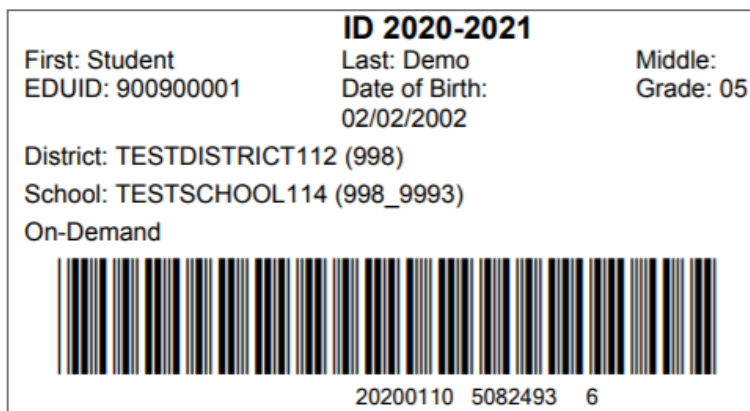 ID 2020-2021
First: Student Last: Demo Middle:
EDUID: 900900001 Date of Birth: Grade: 05
02/02/2002
District: TESTDISTRICT112 (998)
School: TESTSCHOOL114 (998_9993)
On-Demand
20200110 5082493 6